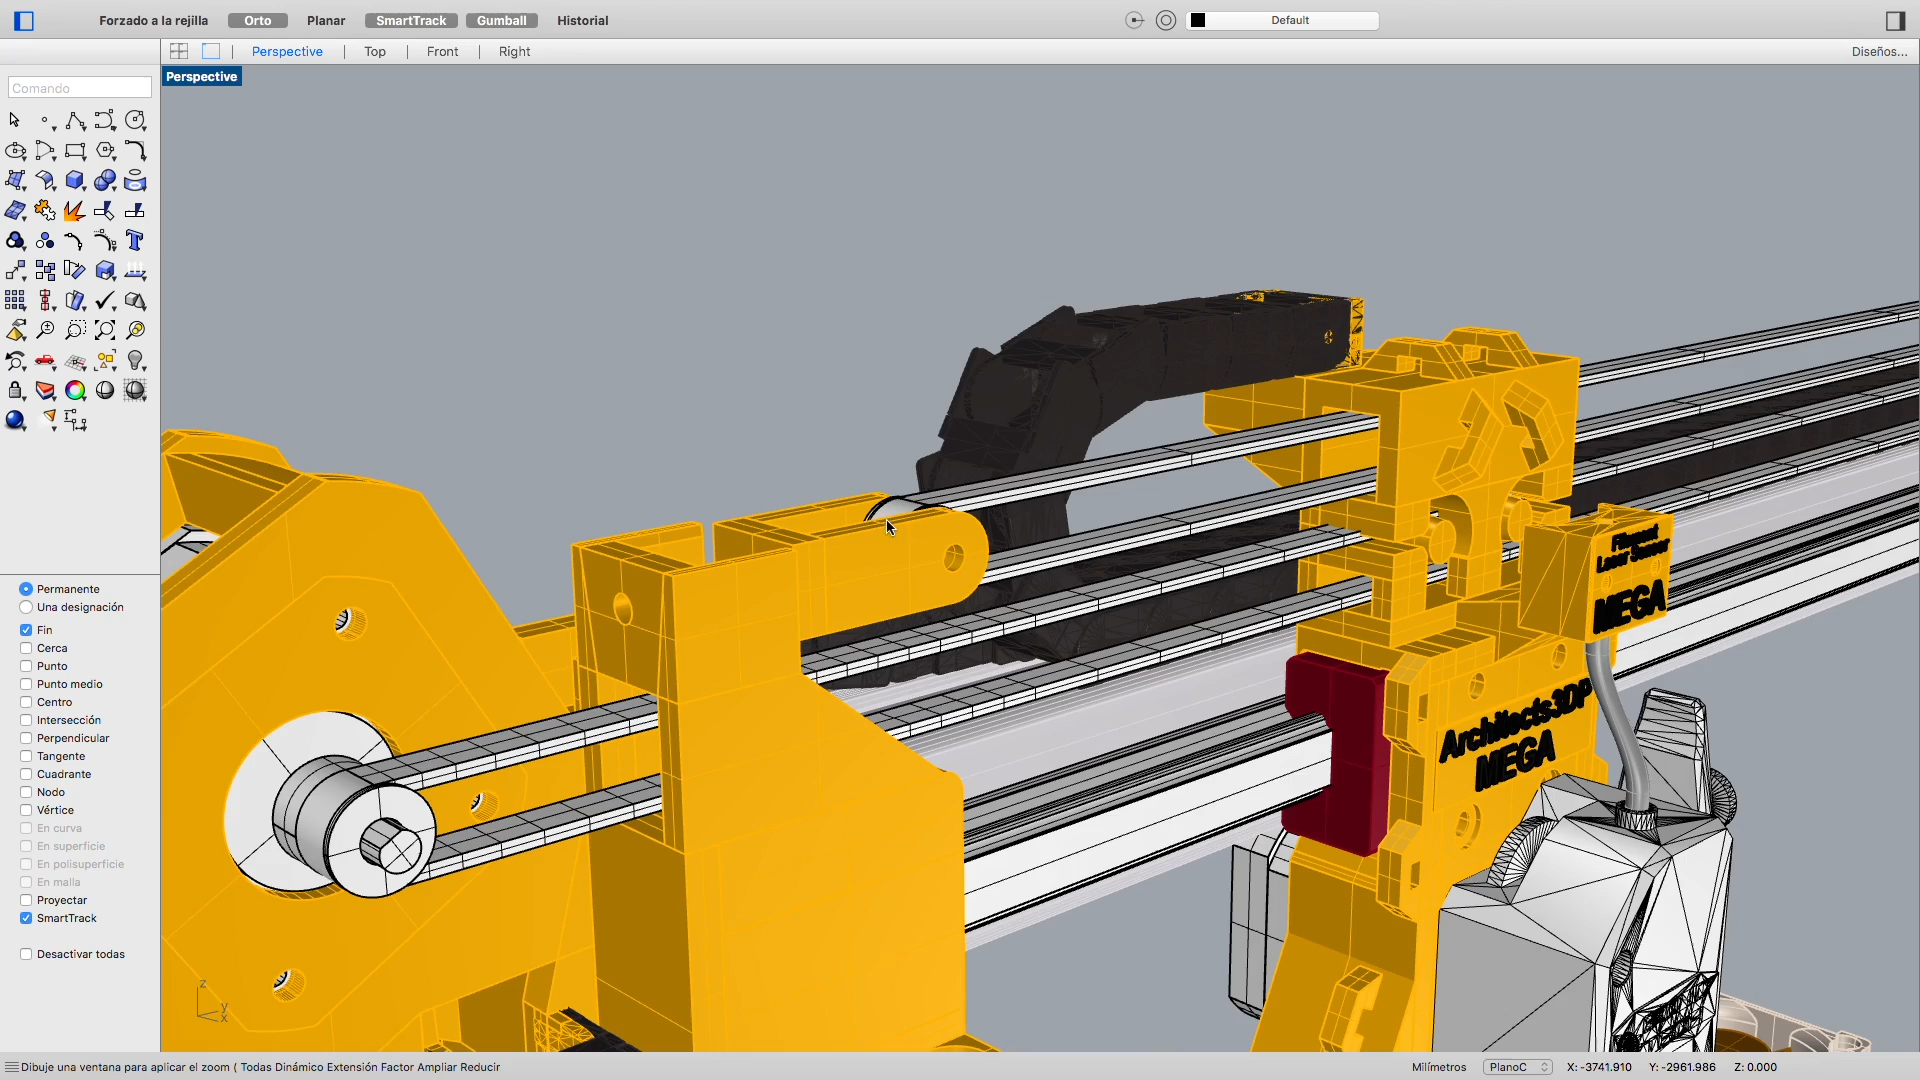 Forzado a la rejilla Orto Planar SmartTrack Gumball Historial Default
Perspective Top Front Right Diseños...
Perspective
Comando
Filament
Laser Sensor
MEGA
Architects3DP
MEGA
Permanente
Una designación
Fin
Cerca
Punto
Punto medio
Centro
Intersección
Perpendicular
Tangente
Cuadrante
Nodo
Vértice
En curva
En superficie
En polisuperficie
En malla
Proyectar
SmartTrack
Desactivar todas
z
y
x
Dibuje una ventana para aplicar el zoom ( Todas Dinámico Extensión Factor Ampliar Reducir Milímetros PlanoC X: -3741.910 Y: -2961.986 Z: 0.000